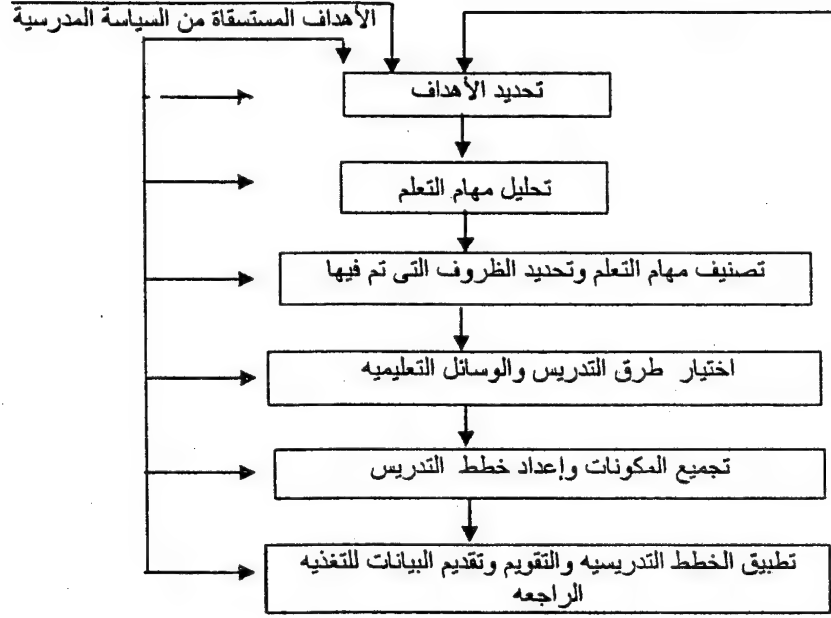 الأهداف المستسقاة من السياسة المدرسية
تحديد الأهداف
تحليل مهام التعلم
تصنيف مهام التعلم وتحديد الظروف التى تم فيها
اختيار طرق التدريس والوسائل التعليميه
تجميع المكونات وإعداد خطط التدريس
تطبيق الخطط التدريسيه والتقويم وتقديم البيانات للتغذيه
الراجعه